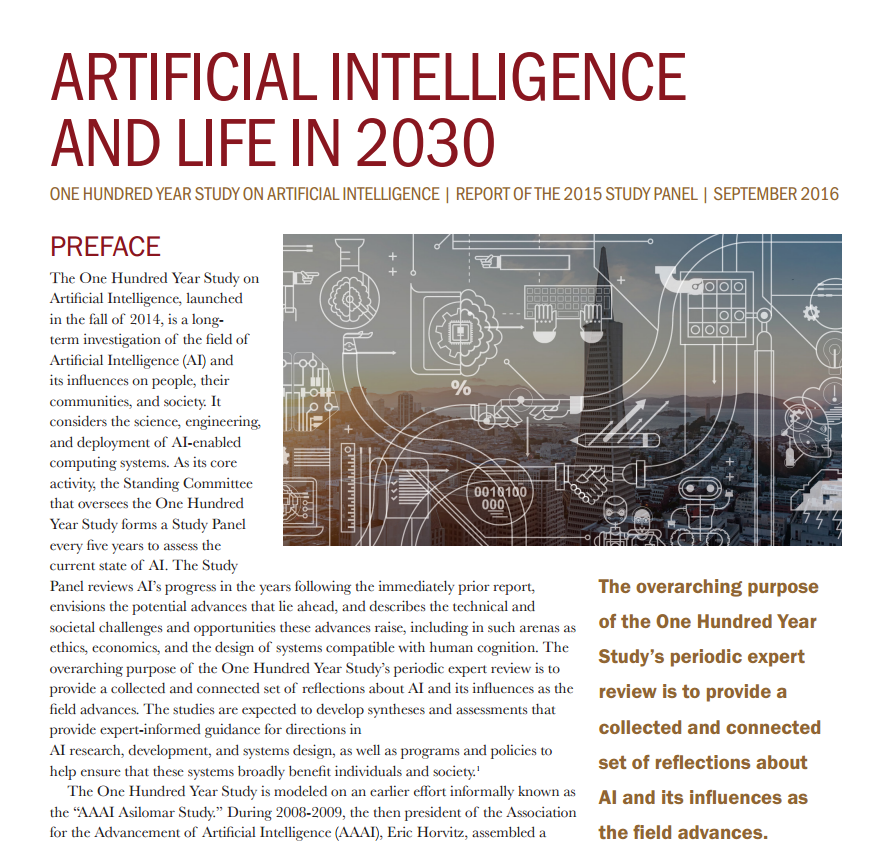 ARTIFICIAL INTELLIGENCE
AND LIFE IN 2030
ONE HUNDRED YEAR STUDY ON ARTIFICIAL INTELLIGENCE | REPORT OF THE 2015 STUDY PANEL | SEPTEMBER 2016
PREFACE
The One Hundred Year Study on
Artificial Intelligence, launched
in the fall of 2014, is a long-
term investigation of the field of
Artificial Intelligence (AI) and
its influences on people, their
communities, and society. It
considers the science, engineering,
and deployment of AI-enabled
computing systems. As its core
activity, the Standing Committee
that oversees the One Hundred
Year Study forms a Study Panel
every five years to assess the
current state of AI. The Study
Panel reviews AI's progress in the years following the immediately prior report,
envisions the potential advances that lie ahead, and describes the technical and
societal challenges and opportunities these advances raise, including in such arenas as
ethics, economics, and the design of systems compatible with human cognition. The
overarching purpose of the One Hundred Year Study's periodic expert review is to
provide a collected and connected set of reflections about AI and its influences as the
field advances. The studies are expected to develop syntheses and assessments that
provide expert-informed guidance for directions in
AI research, development, and systems design, as well as programs and policies to
help ensure that these systems broadly benefit individuals and society.¹
The One Hundred Year Study is modeled on an earlier effort informally known as
the “AAAI Asilomar Study.” During 2008-2009, the then president of the Association
for the Advancement of Artificial Intelligence (AAAI), Eric Horvitz, assembled a
%
0010100
000
The overarching purpose
of the One Hundred Year
Study's periodic expert
review is to provide a
collected and connected
set of reflections about
AI and its influences as
the field advances.